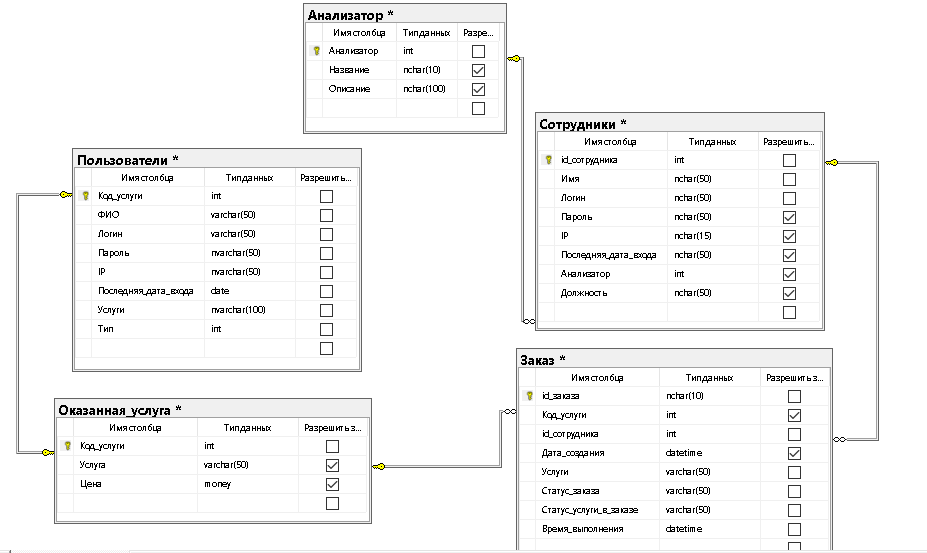 Анализатор *
Имя столбца Тип данных Разре...
Анализатор int
Название nchar(10)
Описание nchar(100)
Сотрудники *
Имя столбца Тип данных Разрешить...
id_сотрудника int
Имя nchar(50)
Логин nchar(50)
Пароль nchar(50)
IP nchar(15)
Последняя_дата_входа nchar(50)
Анализатор int
Должность nchar(50)
Пользователи *
Имя столбца Тип данных Разрешить...
Код_услуги int
ФИО varchar(50)
Логин varchar(50)
Пароль nvarchar(50)
IP nvarchar(50)
Последняя_дата_входа date
Услуги nvarchar(100)
Тип int
Заказ *
Имя столбца Тип данных Разрешить з...
id_заказа nchar(10)
Код_услуги int
id_сотрудника int
Дата_создания datetime
Услуги varchar(50)
Статус_заказа varchar(50)
Статус_услуги_в_заказе varchar(50)
Время_выполнения datetime
Оказанная_услуга *
Имя столбца Тип данных Разрешить з...
Код_услуги int
Услуга varchar(50)
Цена money